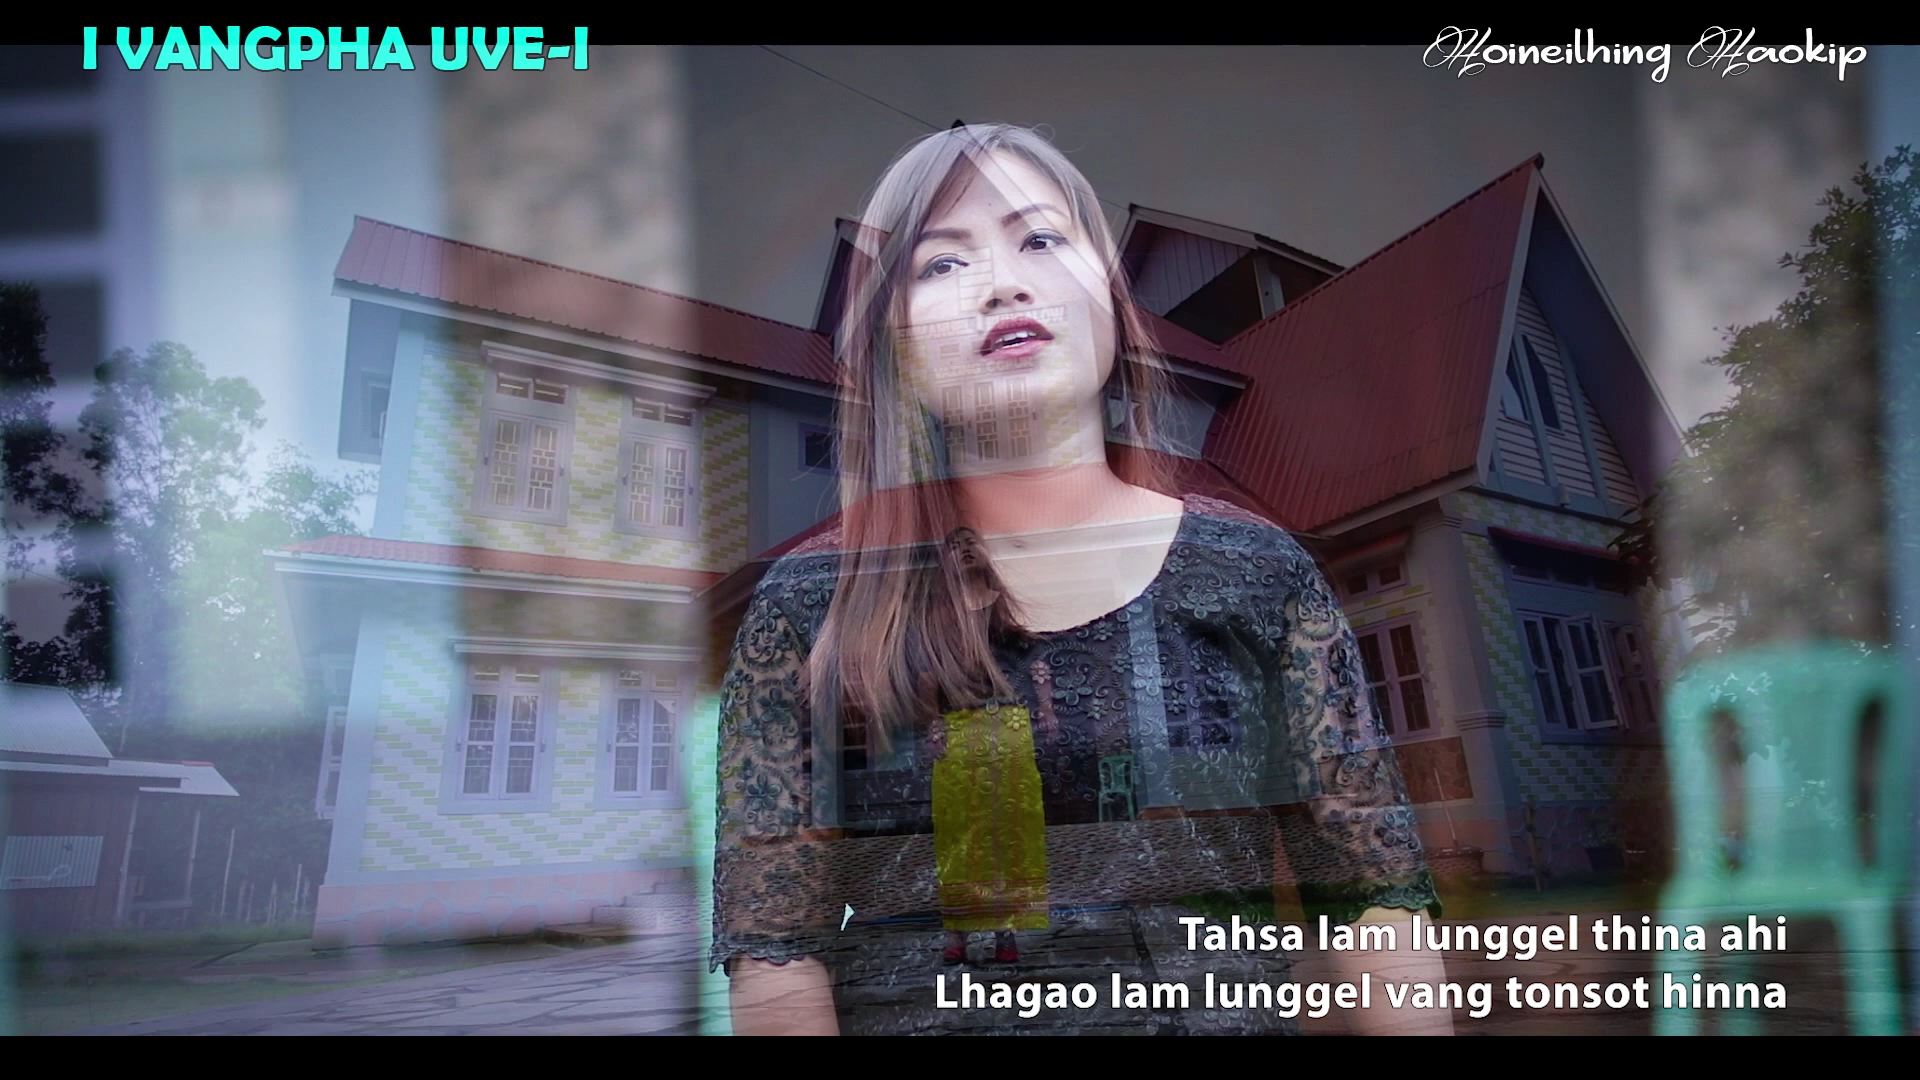 I VANGPHA UVE-I
Hoineilhing Haokip
Tahsa lam lunggel thina ahi
Lhagao lam lunggel vang tonsot hinna